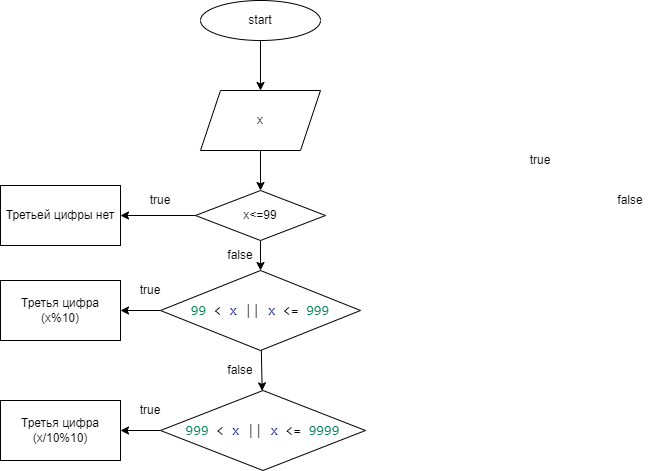 start
x
true
true
false
x<=99
Третьей цифры нет
false
true
99 < x || x <= 999
Третья цифра
(x%10)
false
true
999 < x || x <= 9999
Третья цифра
(x/10%10)